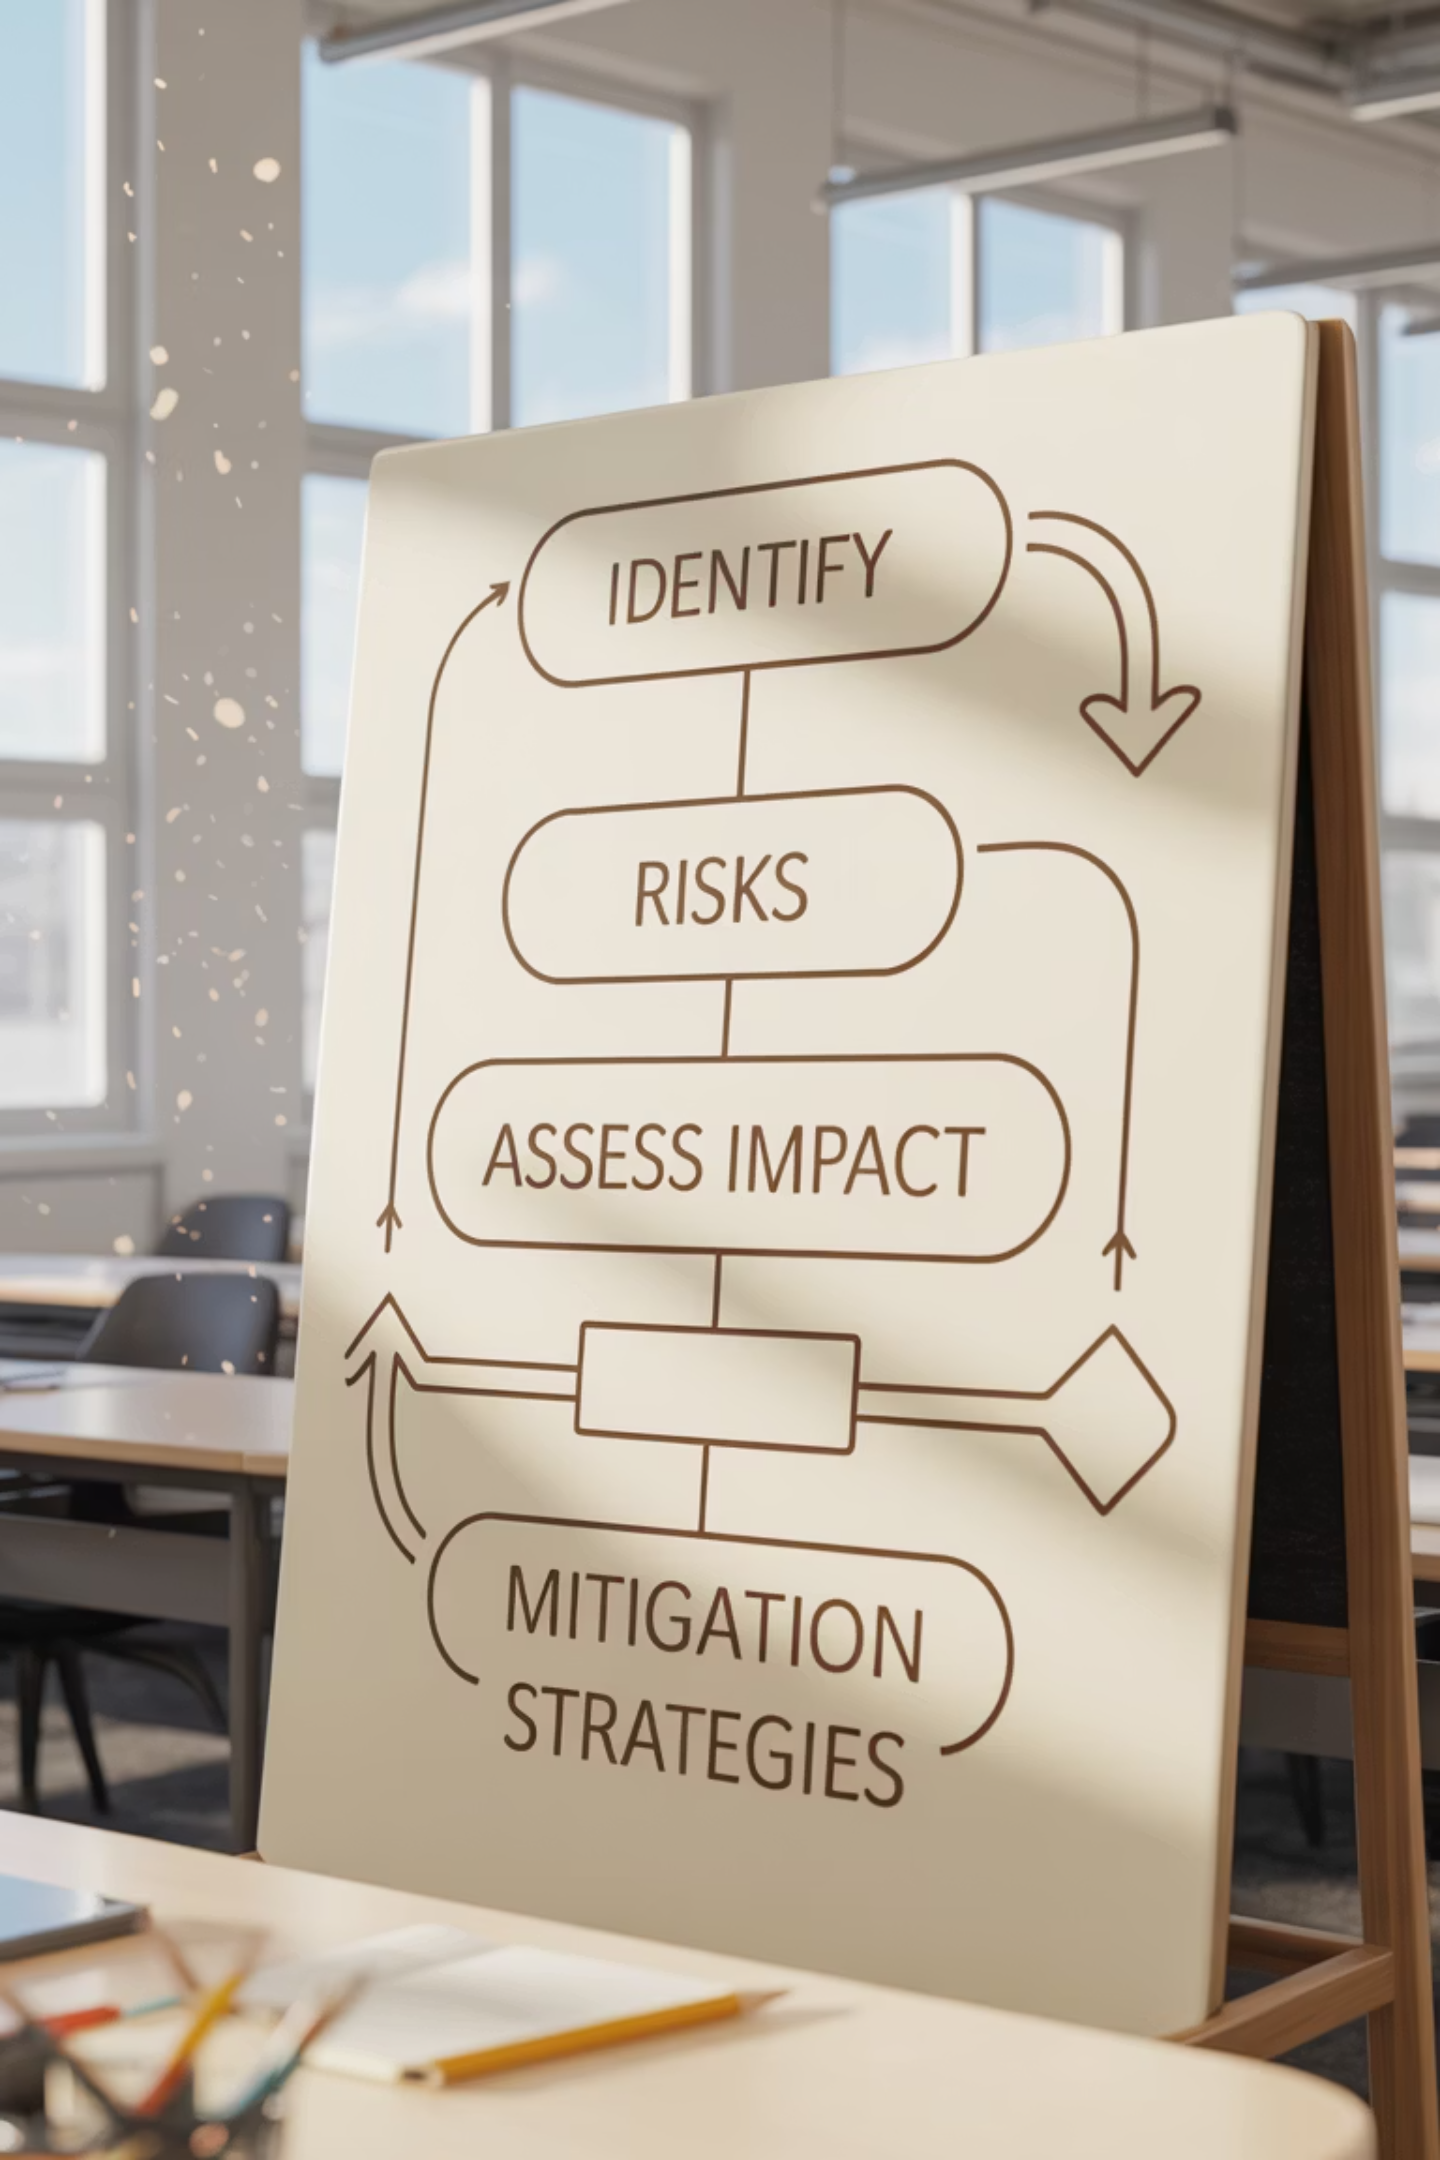 IDENTIFY
RISKS
ASSESS IMPACT
MITIGATION
STRATEGIES